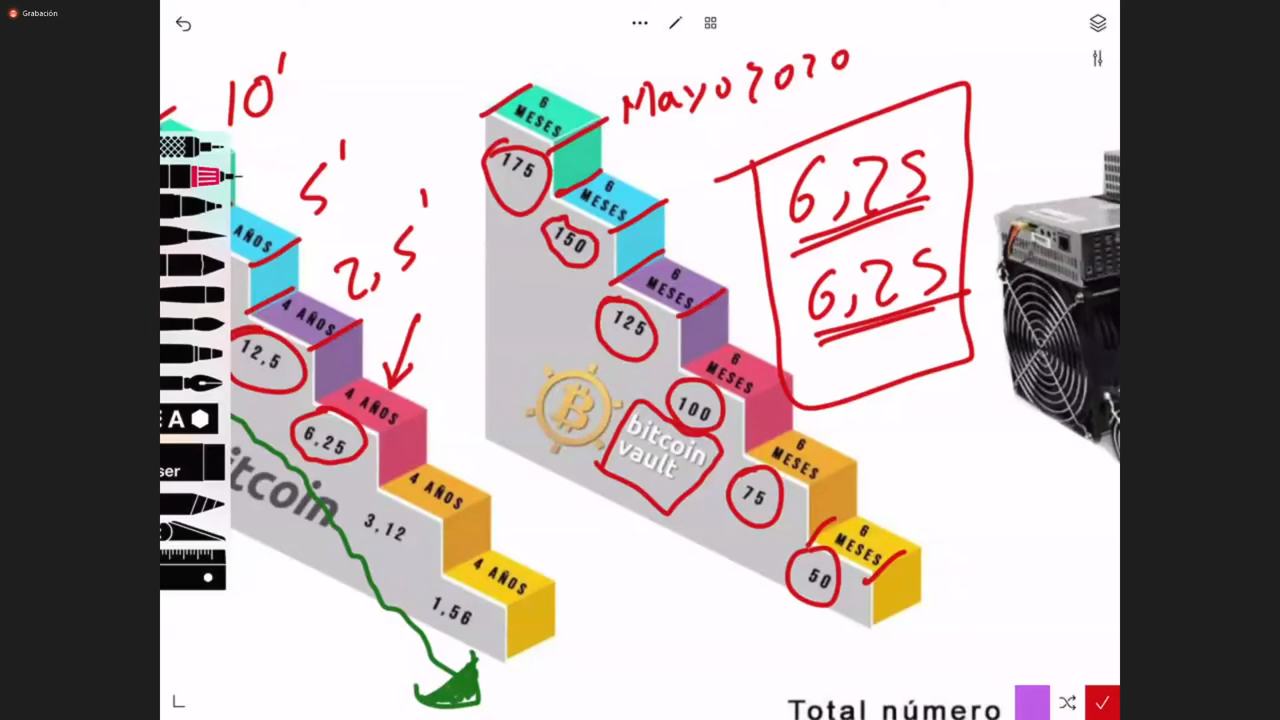 Grabación
10'
Mayo 2020
5'
2,5'
6,25
6,25
6
MESES
175
6
MESES
150
6
MESES
125
6
MESES
100
6
MESES
75
6
MESES
50
bitcoin
vault
AÑOS
4 AÑOS
12,5
4 AÑOS
6,25
4 AÑOS
3,12
4 AÑOS
1,56
itcoin
A
ser
Total número